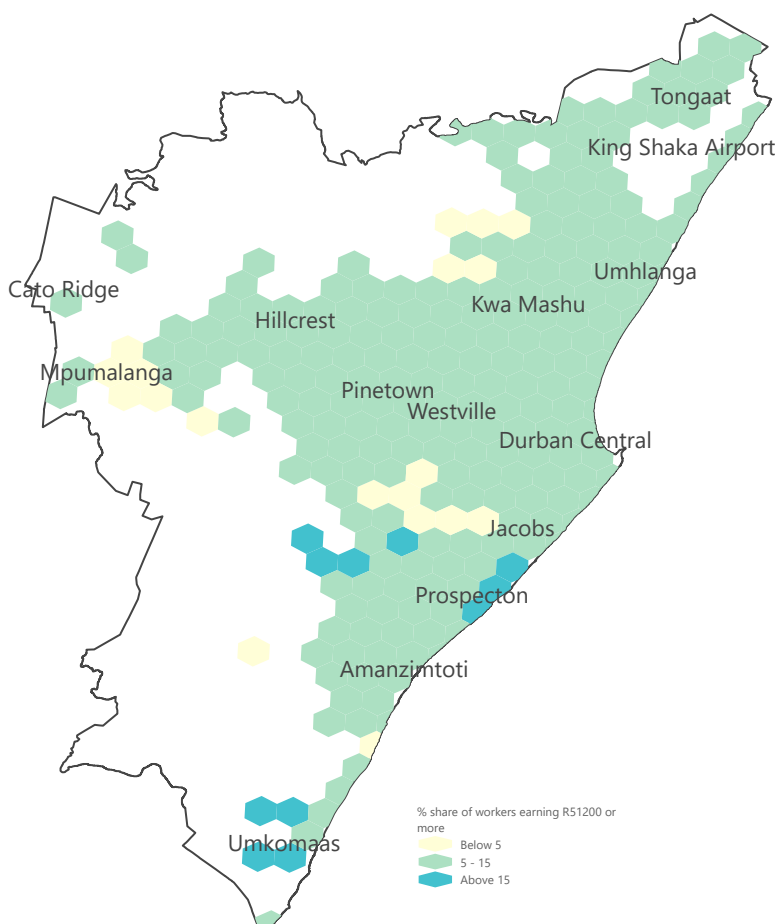 Tongaat
King Shaka Airport
Umhlanga
Cato Ridge
Kwa Mashu
Hillcrest
Mpumalanga
Pinetown
Westville
Durban Central
Jacobs
Prospecton
Amanzimtoti
% share of workers earning R51200 or
more
Umkomaas
Below 5
5 - 15
Above 15